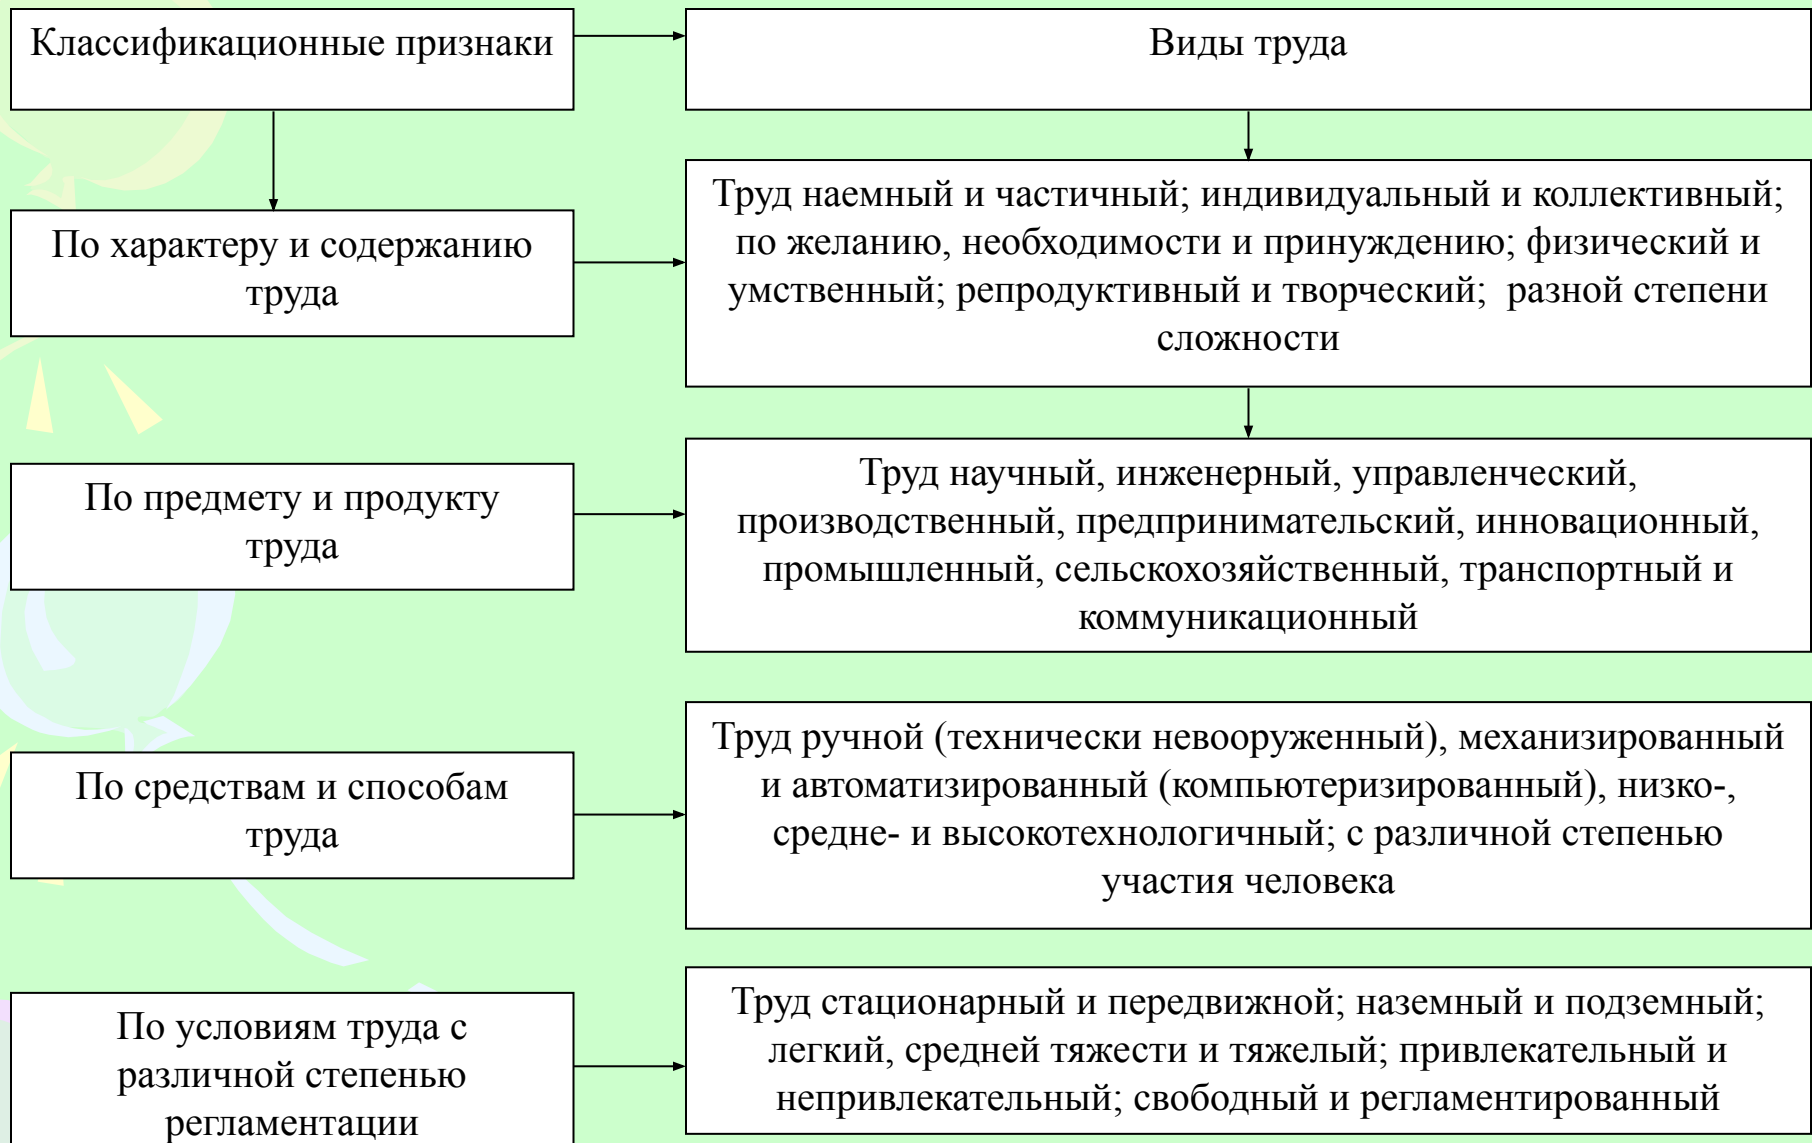 Классификационные признаки
Виды труда
По характеру и содержанию
труда
Труд наемный и частичный; индивидуальный и коллективный;
по желанию, необходимости и принуждению; физический и
умственный; репродуктивный и творческий;  разной степени
сложности
По предмету и продукту
труда
Труд научный, инженерный, управленческий,
производственный, предпринимательский, инновационный,
промышленный, сельскохозяйственный, транспортный и
коммуникационный
По средствам и способам
труда
Труд ручной (технически невооруженный), механизированный
и автоматизированный (компьютеризированный), низко-,
средне- и высокотехнологичный; с различной степенью
участия человека
По условиям труда с
различной степенью
регламентации
Труд стационарный и передвижной; наземный и подземный;
легкий, средней тяжести и тяжелый; привлекательный и
непривлекательный; свободный и регламентированный